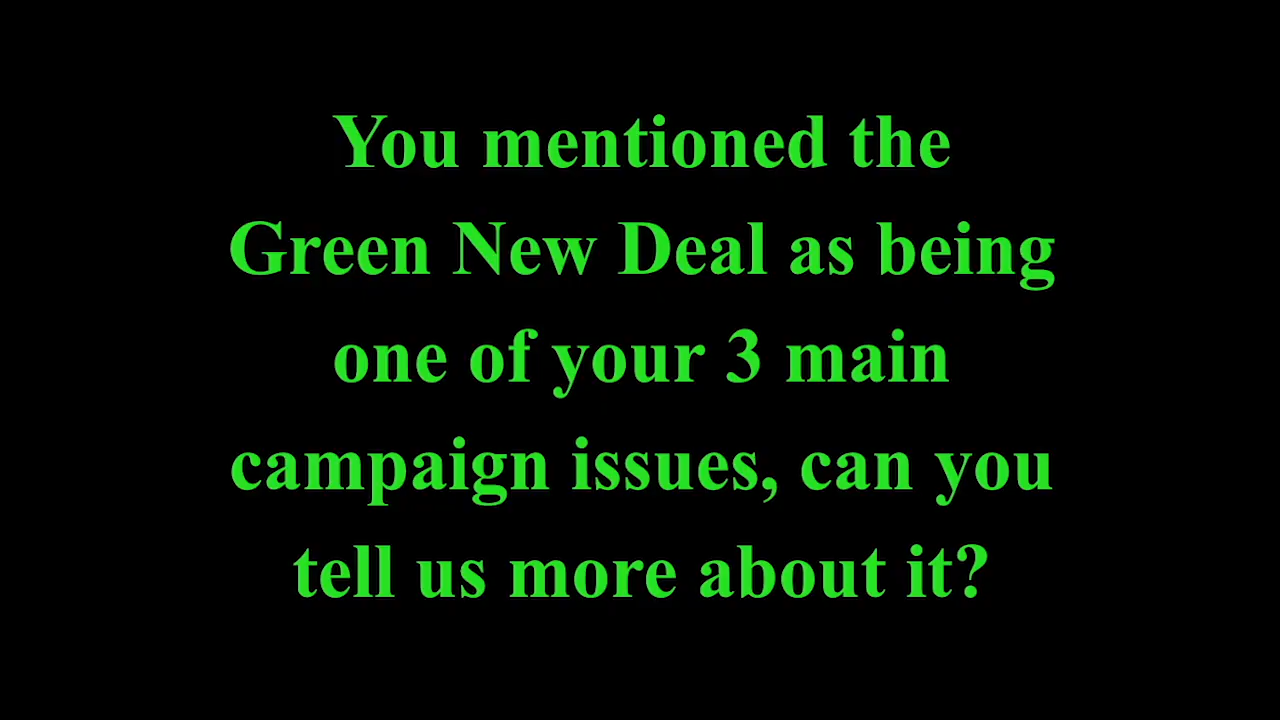 You mentioned the
Green New Deal as being
one of your 3 main
campaign issues, can you
tell us more about it?